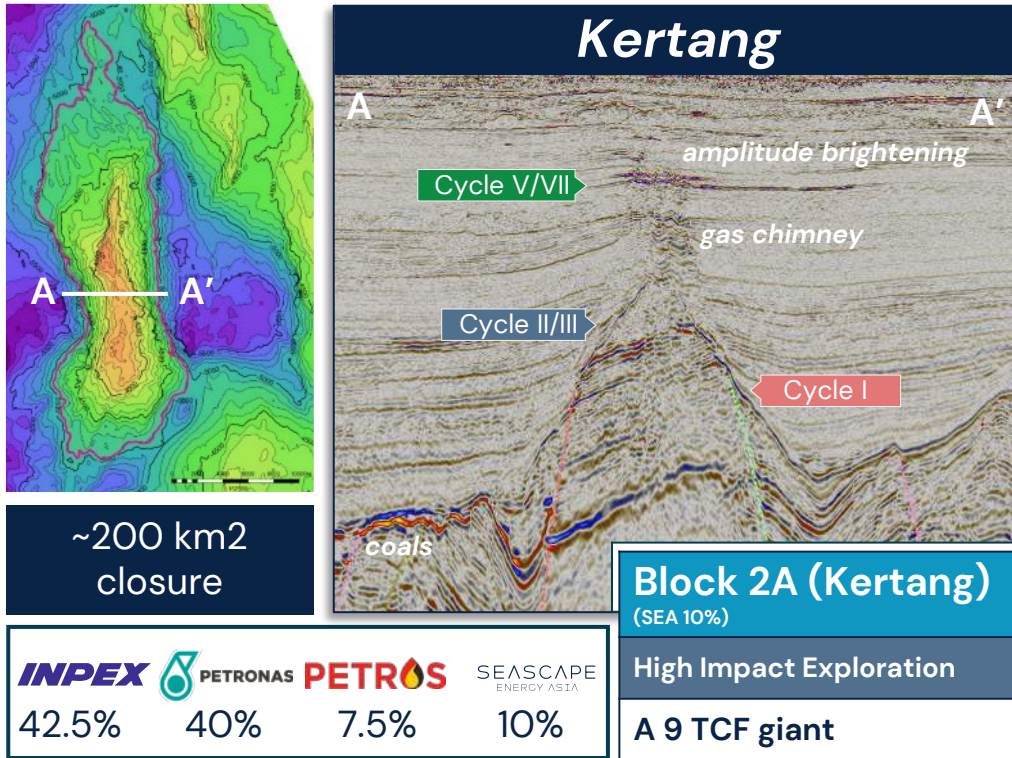 Kertang
A
A'
amplitude brightening
Cycle V/VII
gas chimney
A
A'
Cycle II/III
Cycle I
coals
~200 km2
closure
Block 2A (Kertang)
(SEA 10%)
High Impact Exploration
A 9 TCF giant
INPEX
PETRONAS
PETROS
SEASCAPE
ENERGY ASIA
42.5%
40%
7.5%
10%